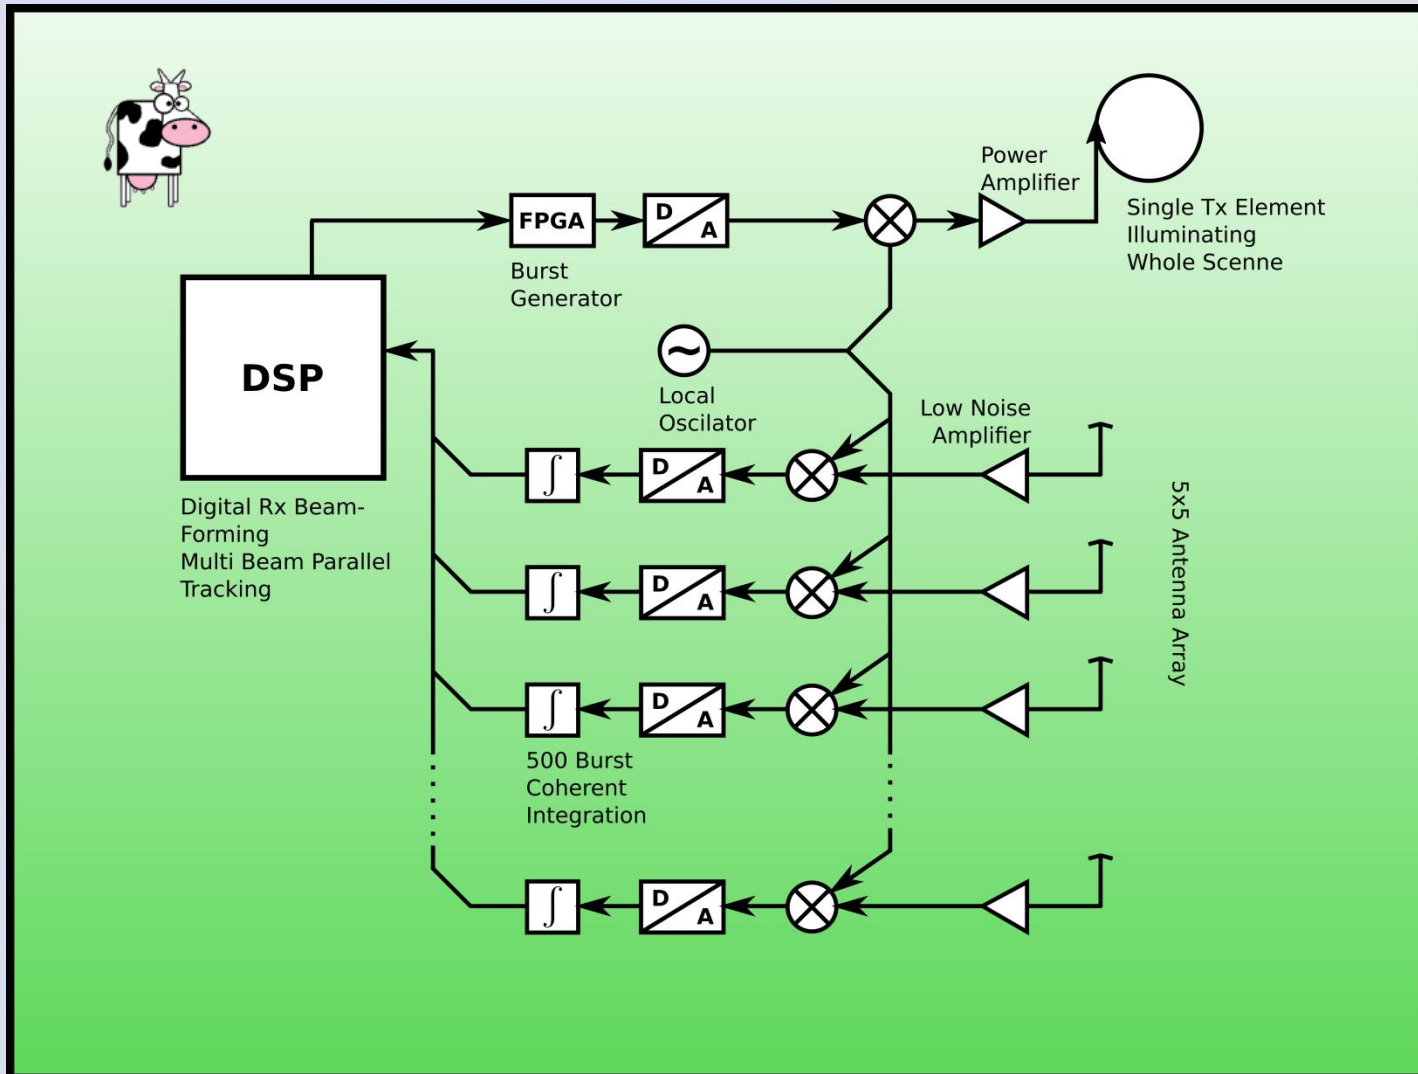 Power
Amplifier
Single Tx Element
Illuminating
Whole Scenne
FPGA
D
A
Burst
Generator
DSP
Local
Oscilator
Low Noise
Amplifier
∫
D
A
Digital Rx Beam-
Forming
Multi Beam Parallel
Tracking
5x5 Antenna Array
∫
D
A
∫
D
A
500 Burst
Coherent
Integration
∫
D
A